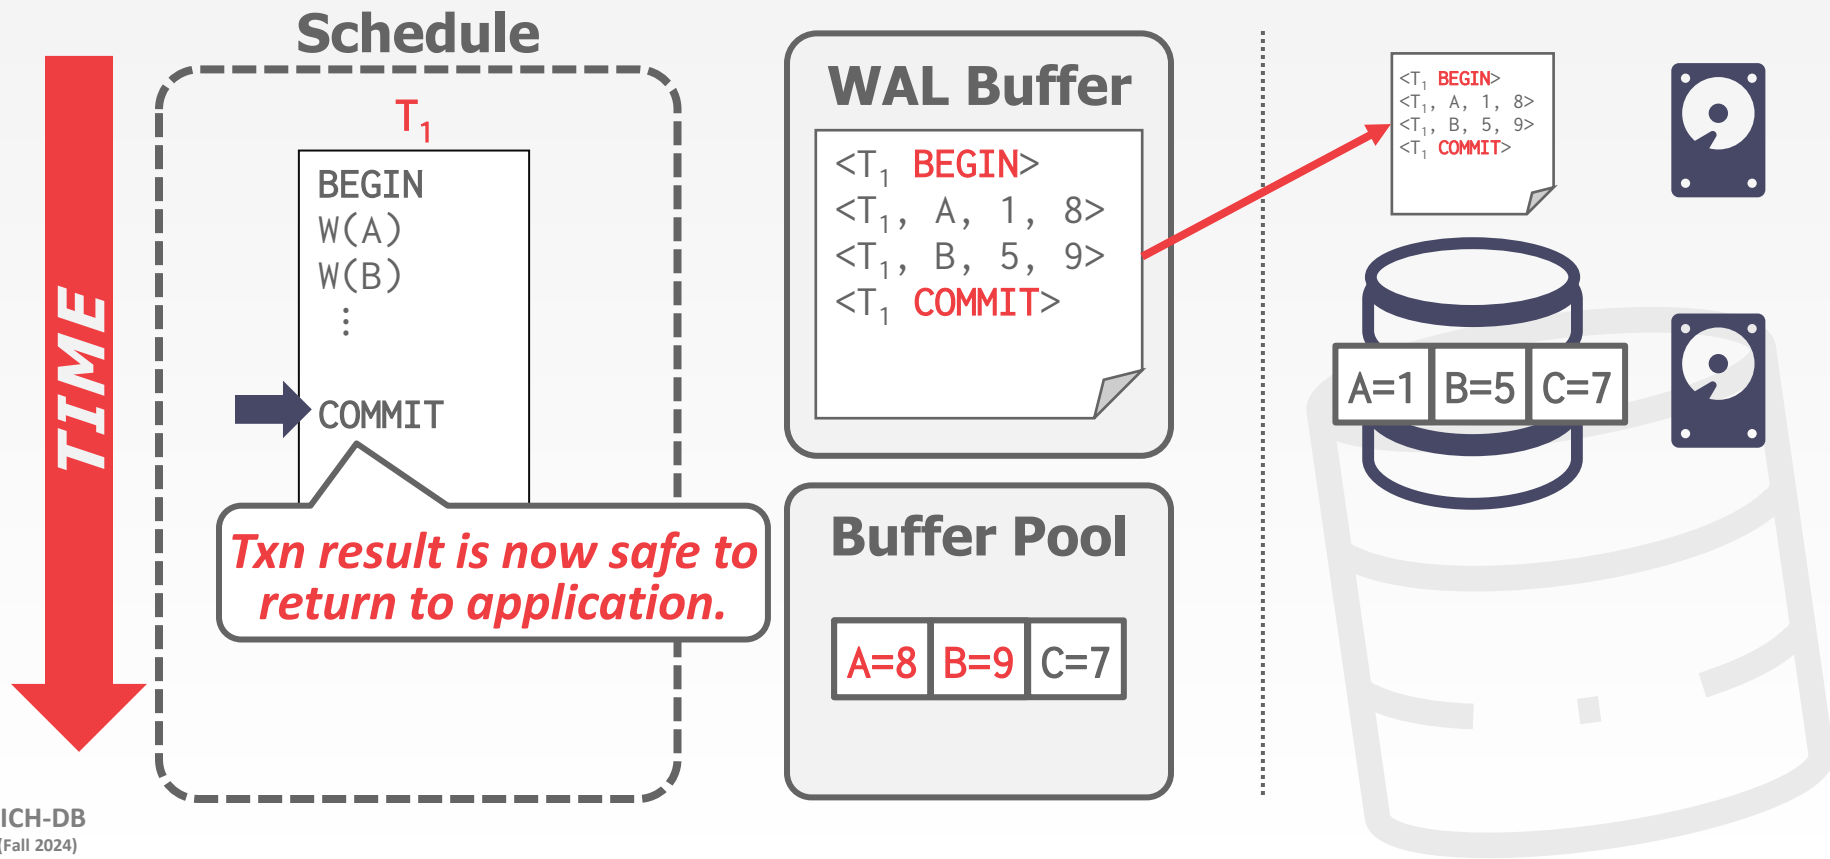 Schedule
TIME
T₁
BEGIN
W(A)
W(B)
⋮
COMMIT
Txn result is now safe to
return to application.
WAL Buffer
<T₁ BEGIN>
<T₁, A, 1, 8>
<T₁, B, 5, 9>
<T₁ COMMIT>
Buffer Pool
A=8 B=9 C=7
<T₁ BEGIN>
<T₁, A, 1, 8>
<T₁, B, 5, 9>
<T₁ COMMIT>
A=1 B=5 C=7
ICH-DB
(Fall 2024)